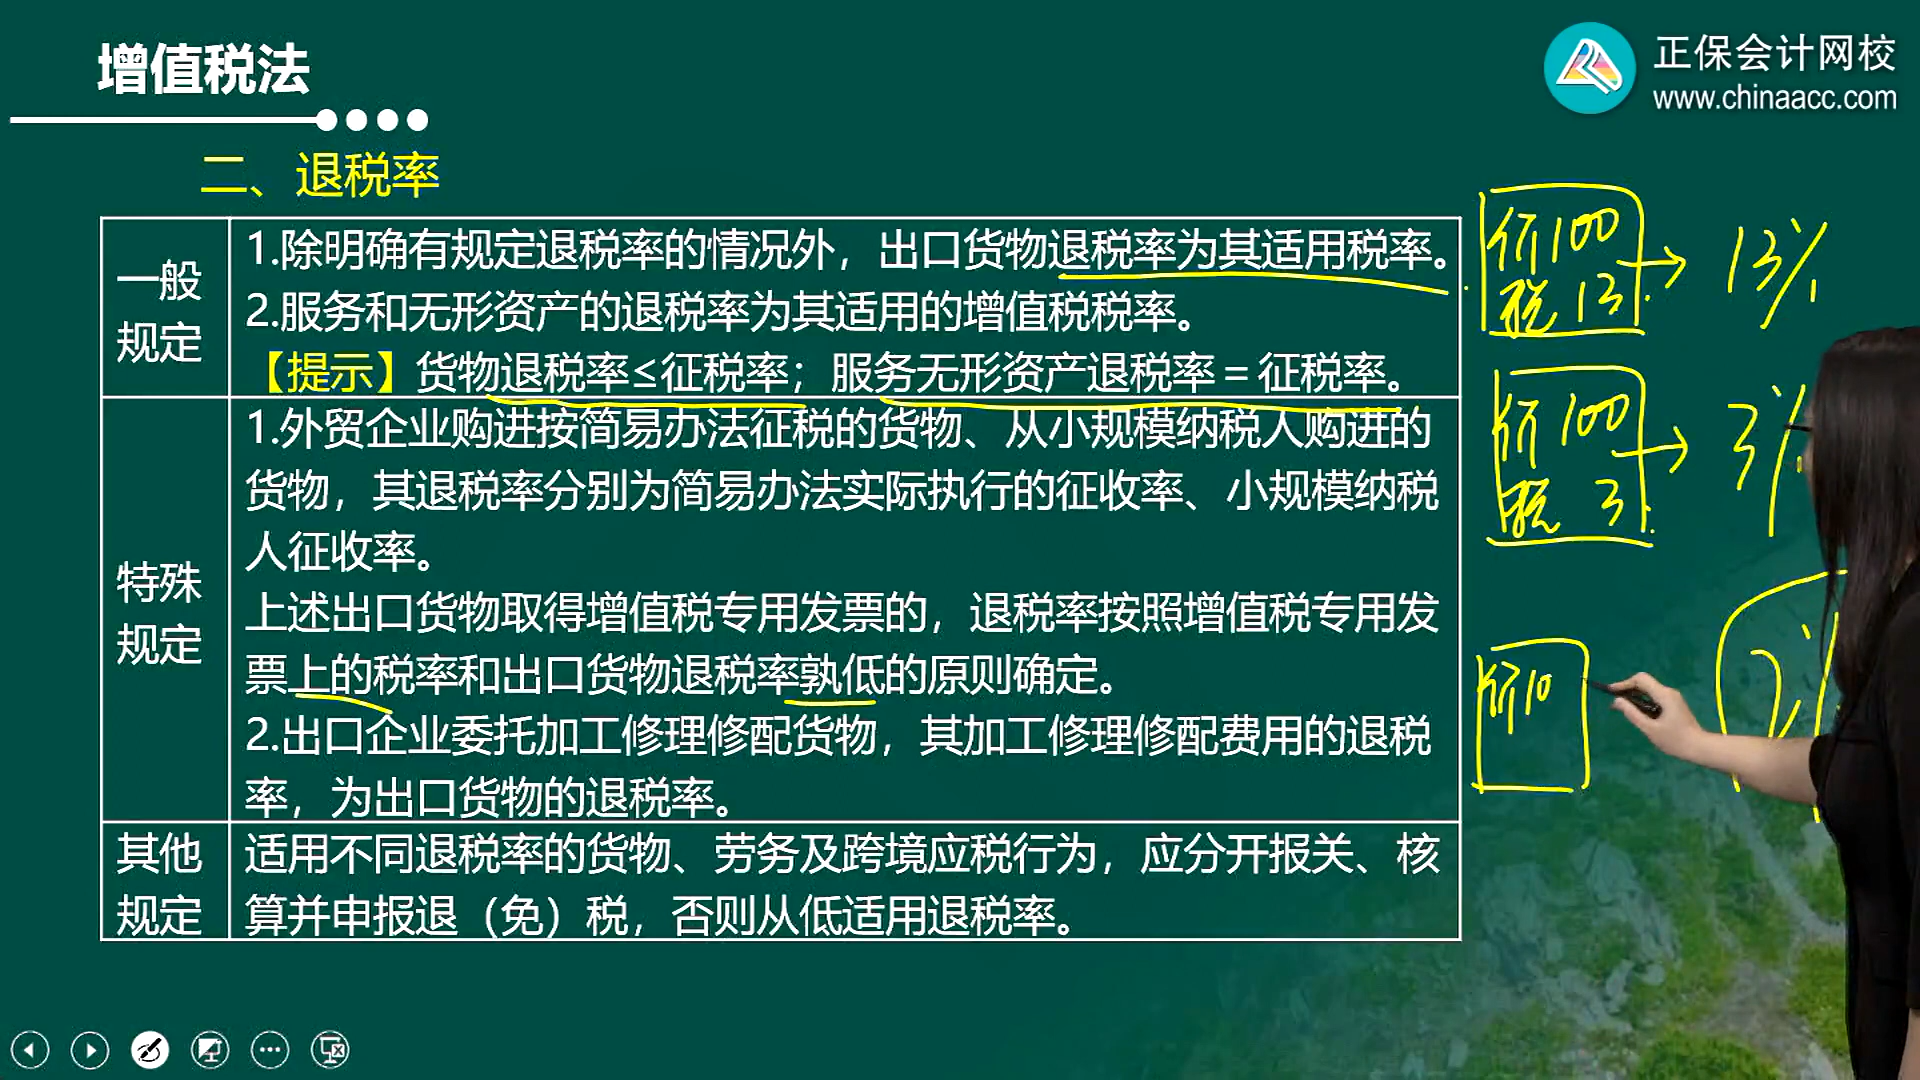 增值税法
正保会计网校
www.chinaacc.com
二、退税率
一般
规定
1.除明确有规定退税率的情况外，出口货物退税率为其适用税率。
2.服务和无形资产的退税率为其适用的增值税税率。
【提示】货物退税率≤征税率；服务无形资产退税率＝征税率。
特殊
规定
1.外贸企业购进按简易办法征税的货物、从小规模纳税人购进的
货物，其退税率分别为简易办法实际执行的征收率、小规模纳税
人征收率。
上述出口货物取得增值税专用发票的，退税率按照增值税专用发
票上的税率和出口货物退税率孰低的原则确定。
2.出口企业委托加工修理修配货物，其加工修理修配费用的退税
率，为出口货物的退税率。
其他
规定
适用不同退税率的货物、劳务及跨境应税行为，应分开报关、核
算并申报退（免）税，否则从低适用退税率。
价100
税 13
13%
价 100
税 3
3%
价10